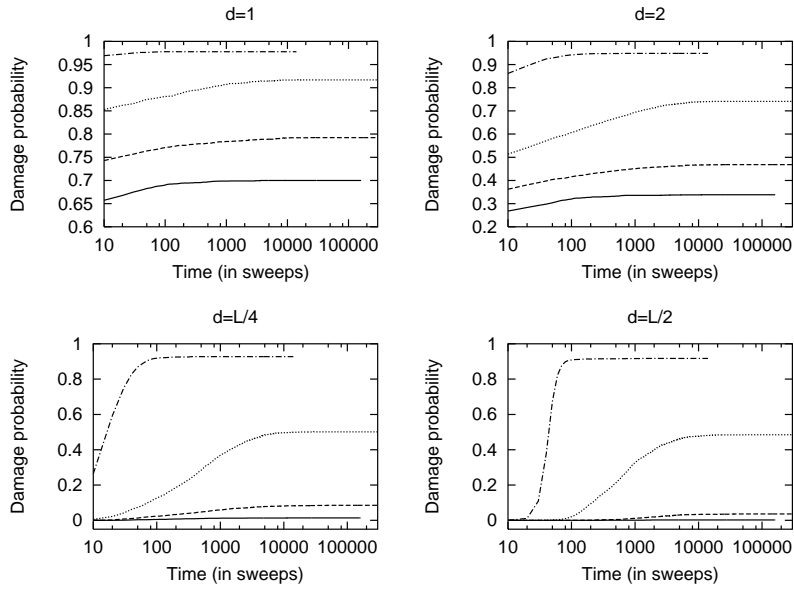 d=1
1
0.95
0.9
0.85
0.8
0.75
0.7
0.65
0.6
10 100 1000 10000 100000
Damage probability
Time (in sweeps)
d=2
1
0.9
0.8
0.7
0.6
0.5
0.4
0.3
0.2
10 100 1000 10000 100000
Damage probability
Time (in sweeps)
d=L/4
1
0.8
0.6
0.4
0.2
0
10 100 1000 10000 100000
Damage probability
Time (in sweeps)
d=L/2
1
0.8
0.6
0.4
0.2
0
10 100 1000 10000 100000
Damage probability
Time (in sweeps)